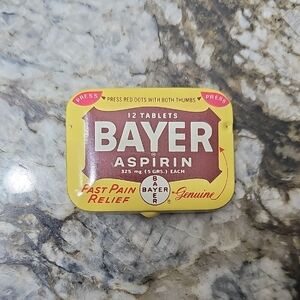 PRESS
PRESS RED DOTS WITH BOTH THUMBS
PRESS
12 TABLETS
BAYER
ASPIRIN
325 mg (5 GRS.) EACH
FAST PAIN
RELIEF
BAYER
BAYER
®
Genuine